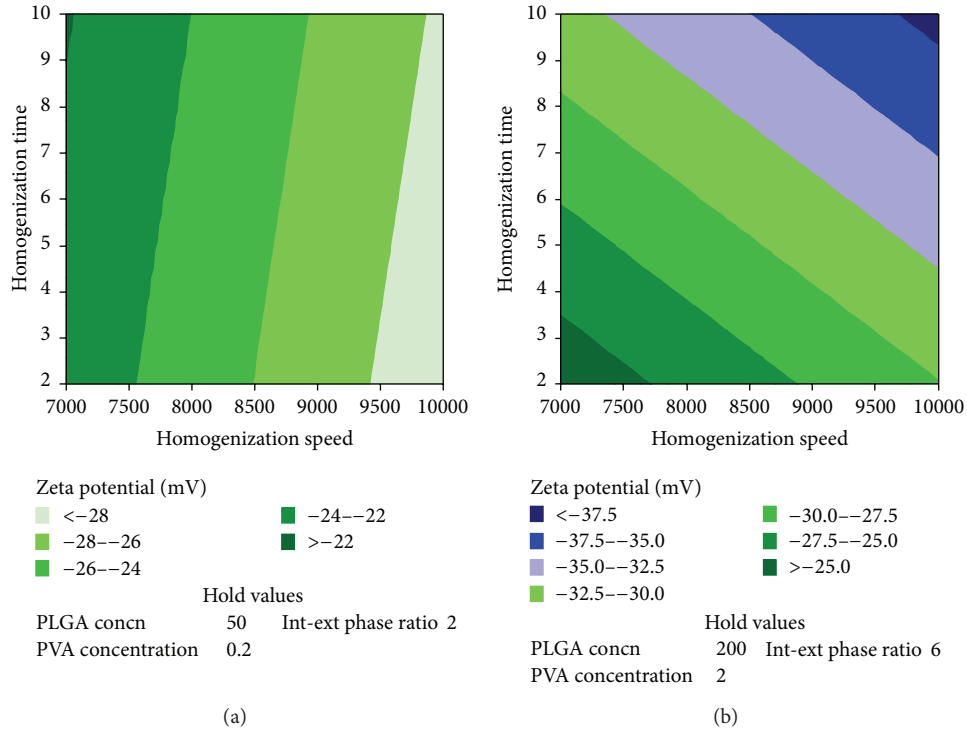 10
9
8
7
6
5
4
3
2
Homogenization time
7000 7500 8000 8500 9000 9500 10000
Homogenization speed
Zeta potential (mV)
<−28
−28–−26
−26–−24
−24–−22
>−22
Hold values
PLGA concn 50 Int-ext phase ratio 2
PVA concentration 0.2
(a)
10
9
8
7
6
5
4
3
2
Homogenization time
7000 7500 8000 8500 9000 9500 10000
Homogenization speed
Zeta potential (mV)
<−37.5
−37.5–−35.0
−35.0–−32.5
−32.5–−30.0
−30.0–−27.5
−27.5–−25.0
>−25.0
Hold values
PLGA concn 200 Int-ext phase ratio 6
PVA concentration 2
(b)